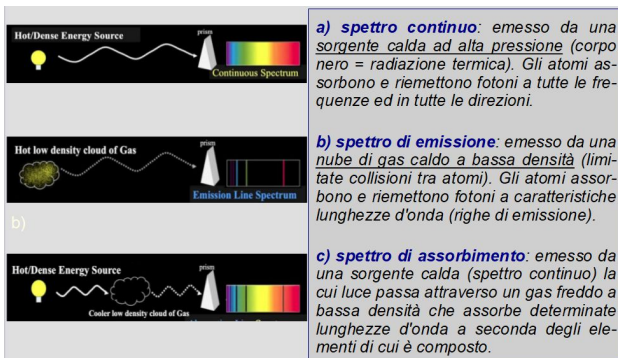 Hot/Dense Energy Source
prism
Continuous Spectrum
Hot low density cloud of Gas
prism
Emission Line Spectrum
b)
Hot/Dense Energy Source
prism
Cooler low density cloud of Gas
a) spettro continuo: emesso da una
sorgente calda ad alta pressione (corpo
nero = radiazione termica). Gli atomi as-
sorbono e riemettono fotoni a tutte le fre-
quenze ed in tutte le direzioni.
b) spettro di emissione: emesso da una
nube di gas caldo a bassa densità (limi-
tate collisioni tra atomi). Gli atomi assor-
bono e riemettono fotoni a caratteristiche
lunghezze d'onda (righe di emissione).
c) spettro di assorbimento: emesso da
una sorgente calda (spettro continuo) la
cui luce passa attraverso un gas freddo a
bassa densità che assorbe determinate
lunghezze d'onda a seconda degli ele-
menti di cui è composto.